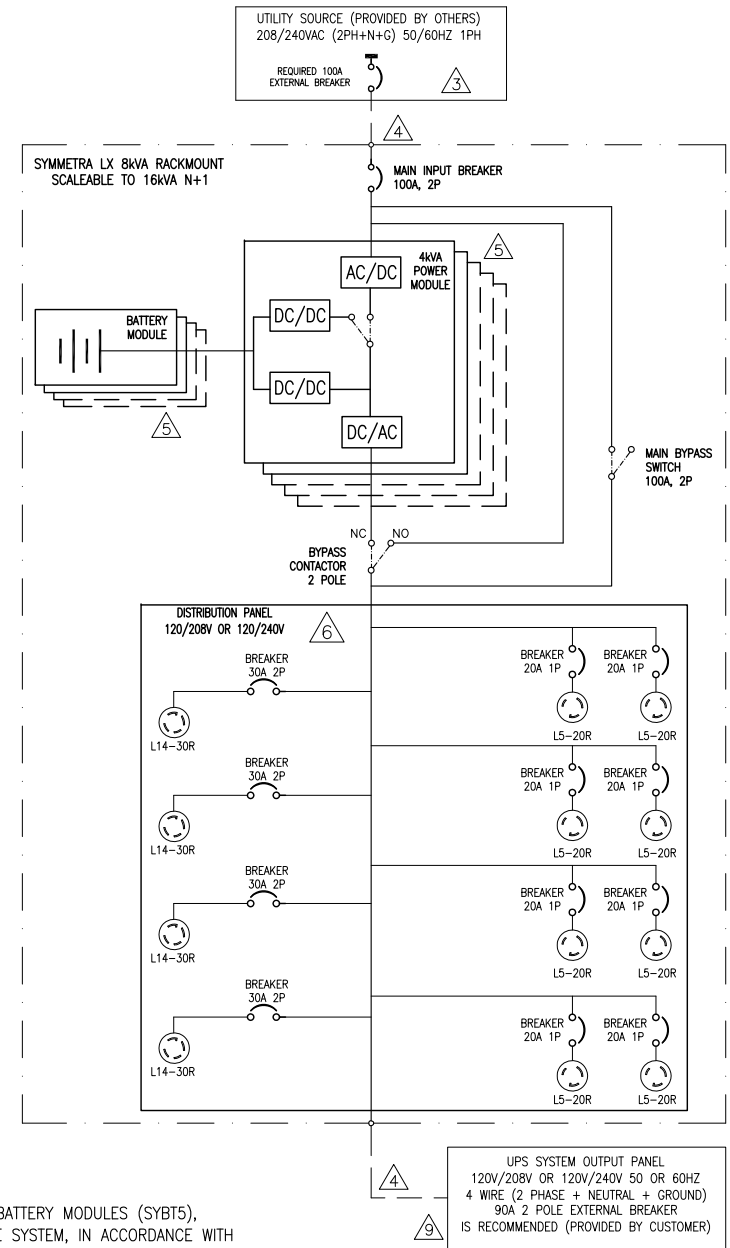 UTILITY SOURCE (PROVIDED BY OTHERS)
208/240VAC (2PH+N+G) 50/60HZ 1PH
REQUIRED 100A
EXTERNAL BREAKER
3
4
SYMMETRA LX 8kVA RACKMOUNT
SCALEABLE TO 16kVA N+1
MAIN INPUT BREAKER
100A, 2P
5
4kVA
POWER
MODULE
AC/DC
BATTERY
MODULE
DC/DC
DC/DC
5
DC/AC
MAIN BYPASS
SWITCH
100A, 2P
NC
NO
BYPASS
CONTACTOR
2 POLE
DISTRIBUTION PANEL
120/208V OR 120/240V
6
BREAKER
30A 2P
L14-30R
BREAKER
20A 1P
L5-20R
BREAKER
20A 1P
L5-20R
BREAKER
30A 2P
L14-30R
BREAKER
20A 1P
L5-20R
BREAKER
20A 1P
L5-20R
BREAKER
30A 2P
L14-30R
BREAKER
20A 1P
L5-20R
BREAKER
20A 1P
L5-20R
BREAKER
30A 2P
L14-30R
BREAKER
20A 1P
L5-20R
BREAKER
20A 1P
L5-20R
4
9
UPS SYSTEM OUTPUT PANEL
120V/208V OR 120V/240V 50 OR 60HZ
4 WIRE (2 PHASE + NEUTRAL + GROUND)
90A 2 POLE EXTERNAL BREAKER
IS RECOMMENDED (PROVIDED BY CUSTOMER)
BATTERY MODULES (SYBT5),
E SYSTEM, IN ACCORDANCE WITH